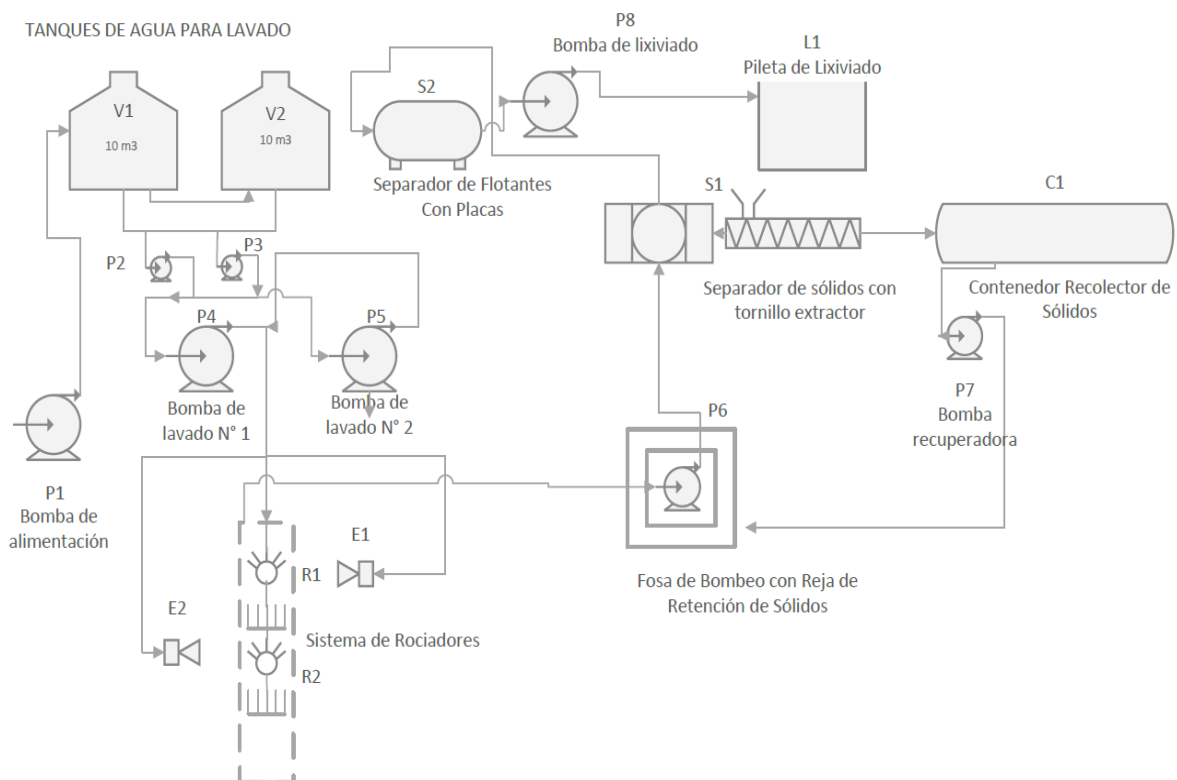 TANQUES DE AGUA PARA LAVADO
P8
Bomba de lixiviado
L1
Pileta de Lixiviado
V1
10 m3
V2
10 m3
S2
Separador de Flotantes
Con Placas
S1
Separador de sólidos con
tornillo extractor
C1
Contenedor Recolector de
Sólidos
P2
P3
P4
Bomba de
lavado N° 1
P5
Bomba de
lavado N° 2
P7
Bomba
recuperadora
P6
P1
Bomba de
alimentación
E1
R1
Fosa de Bombeo con Reja de
Retención de Sólidos
E2
Sistema de Rociadores
R2